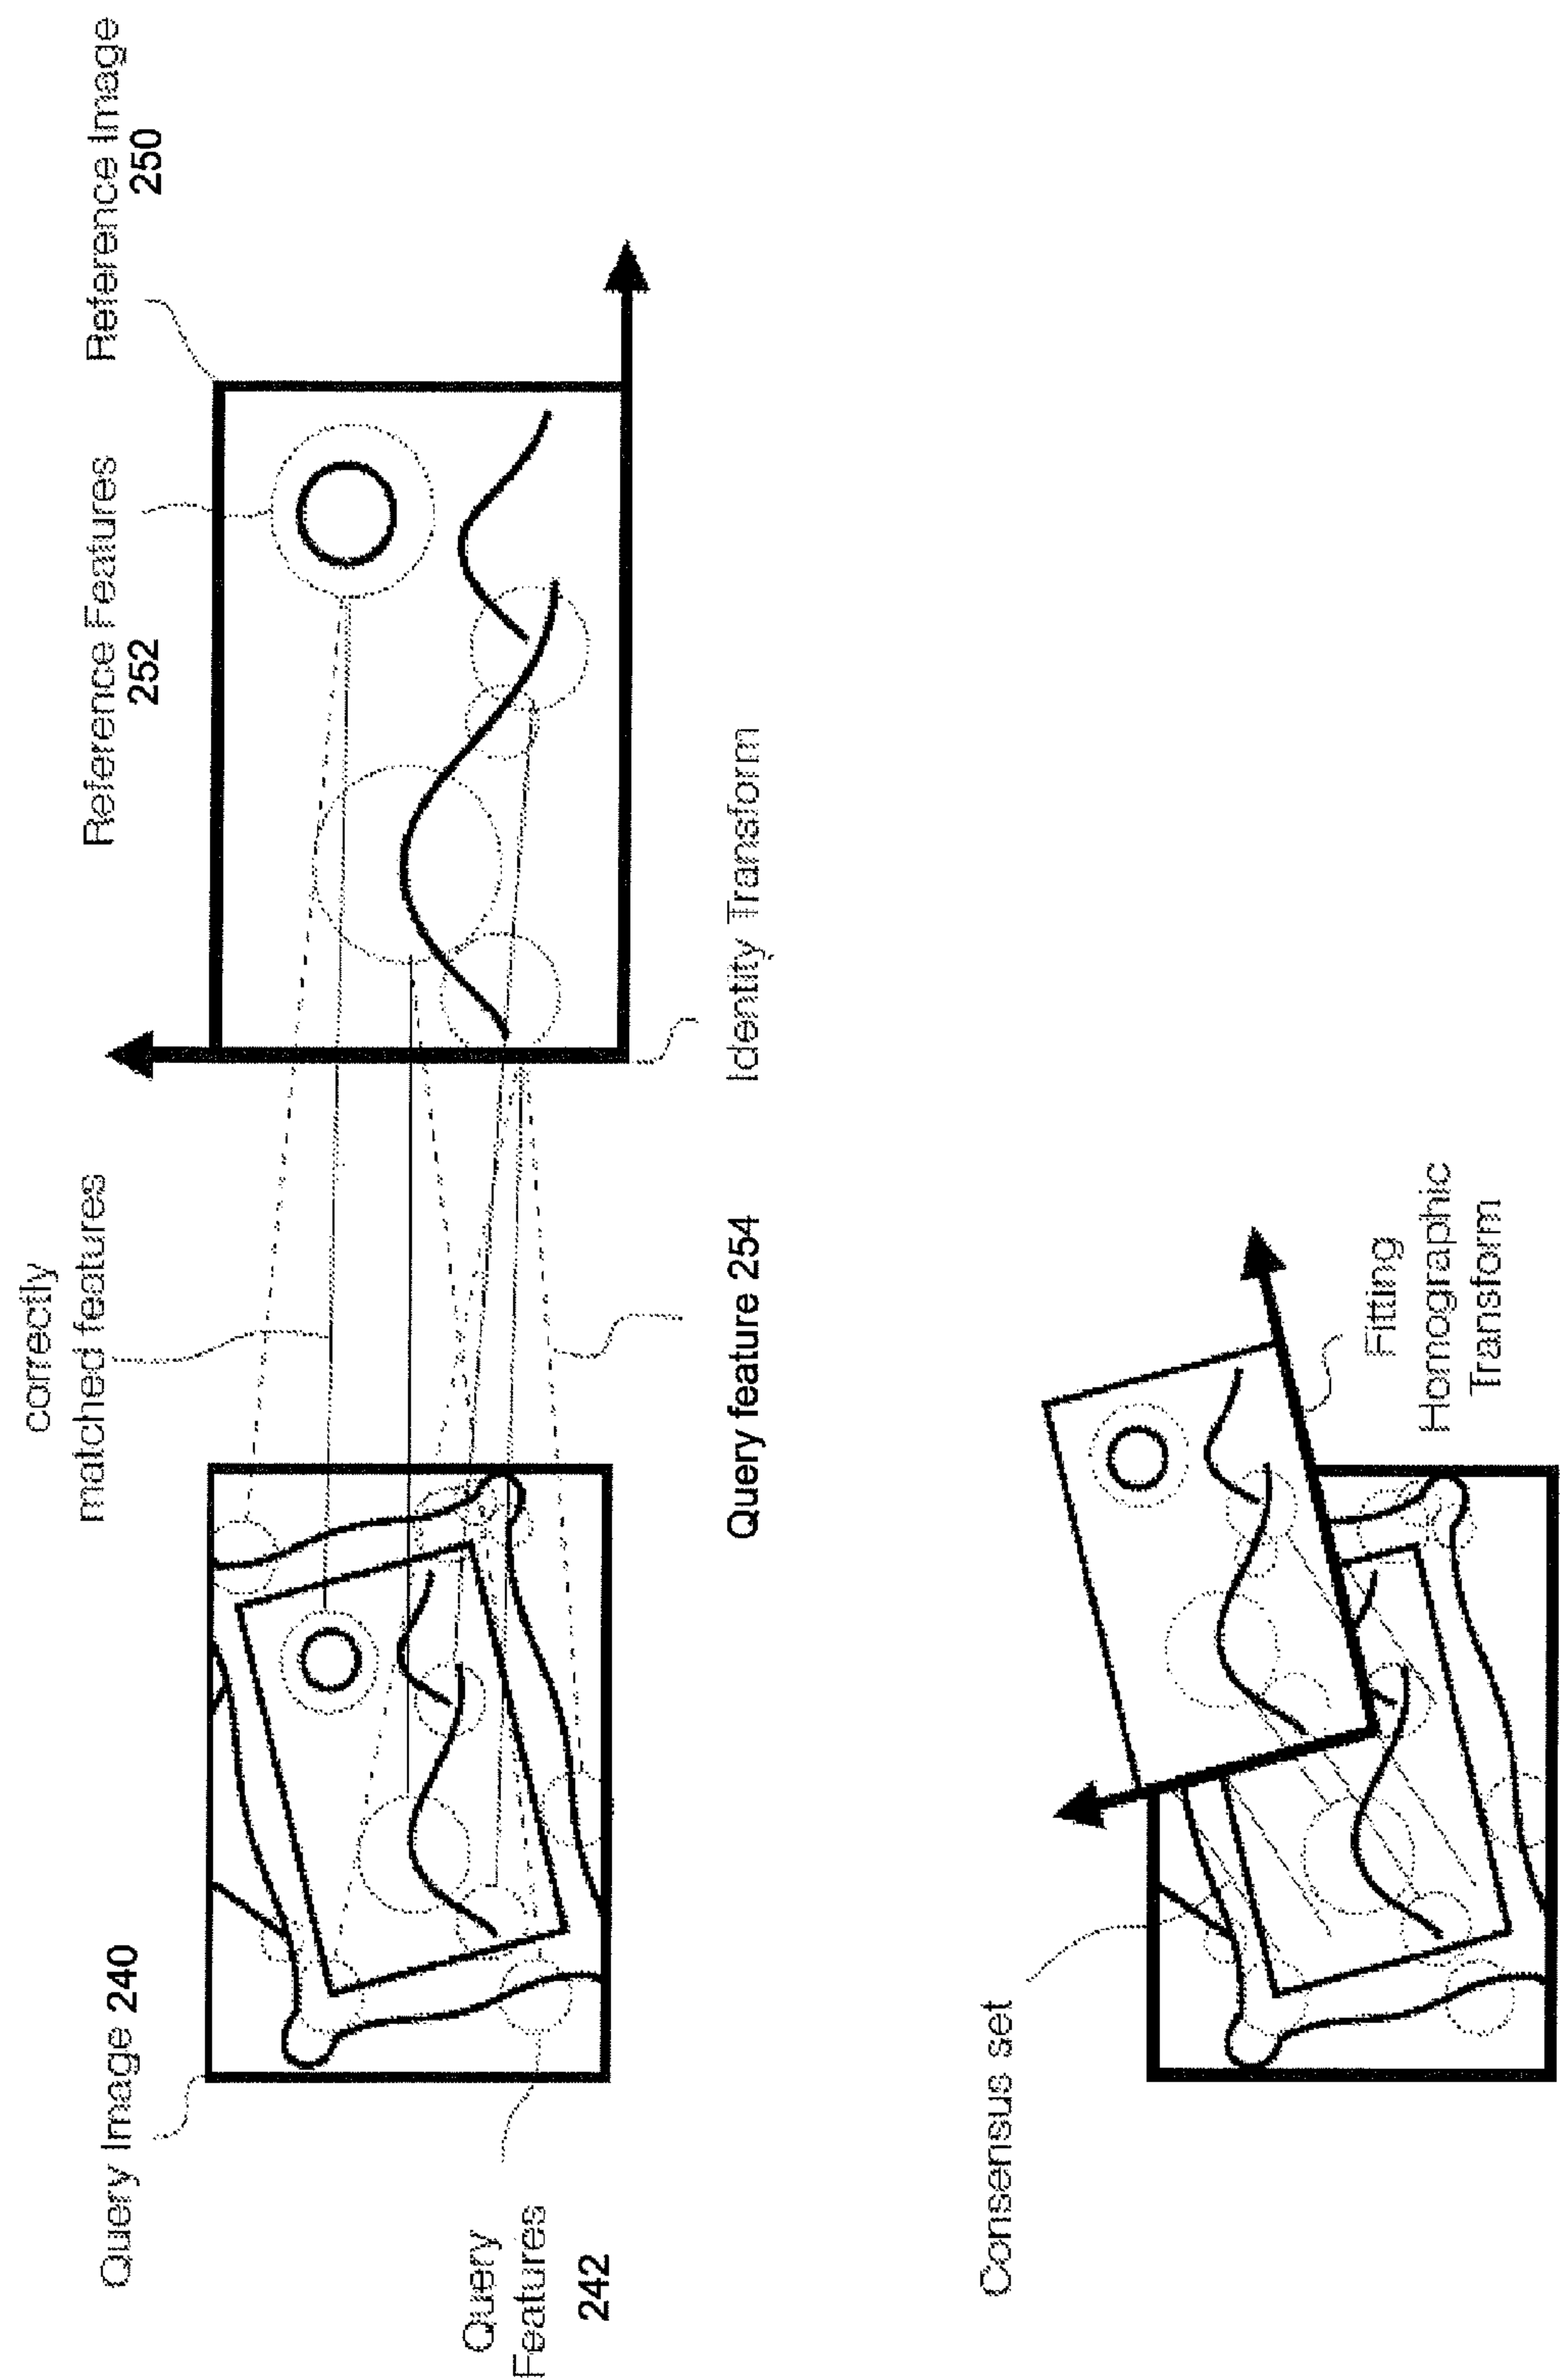 Query Image 240
correctly
matched features
Reference Features
252
Reference Image
250
Query
Features
242
Query feature 254
Identity Transform
Consensus set
Fitting
Homographic
Transform